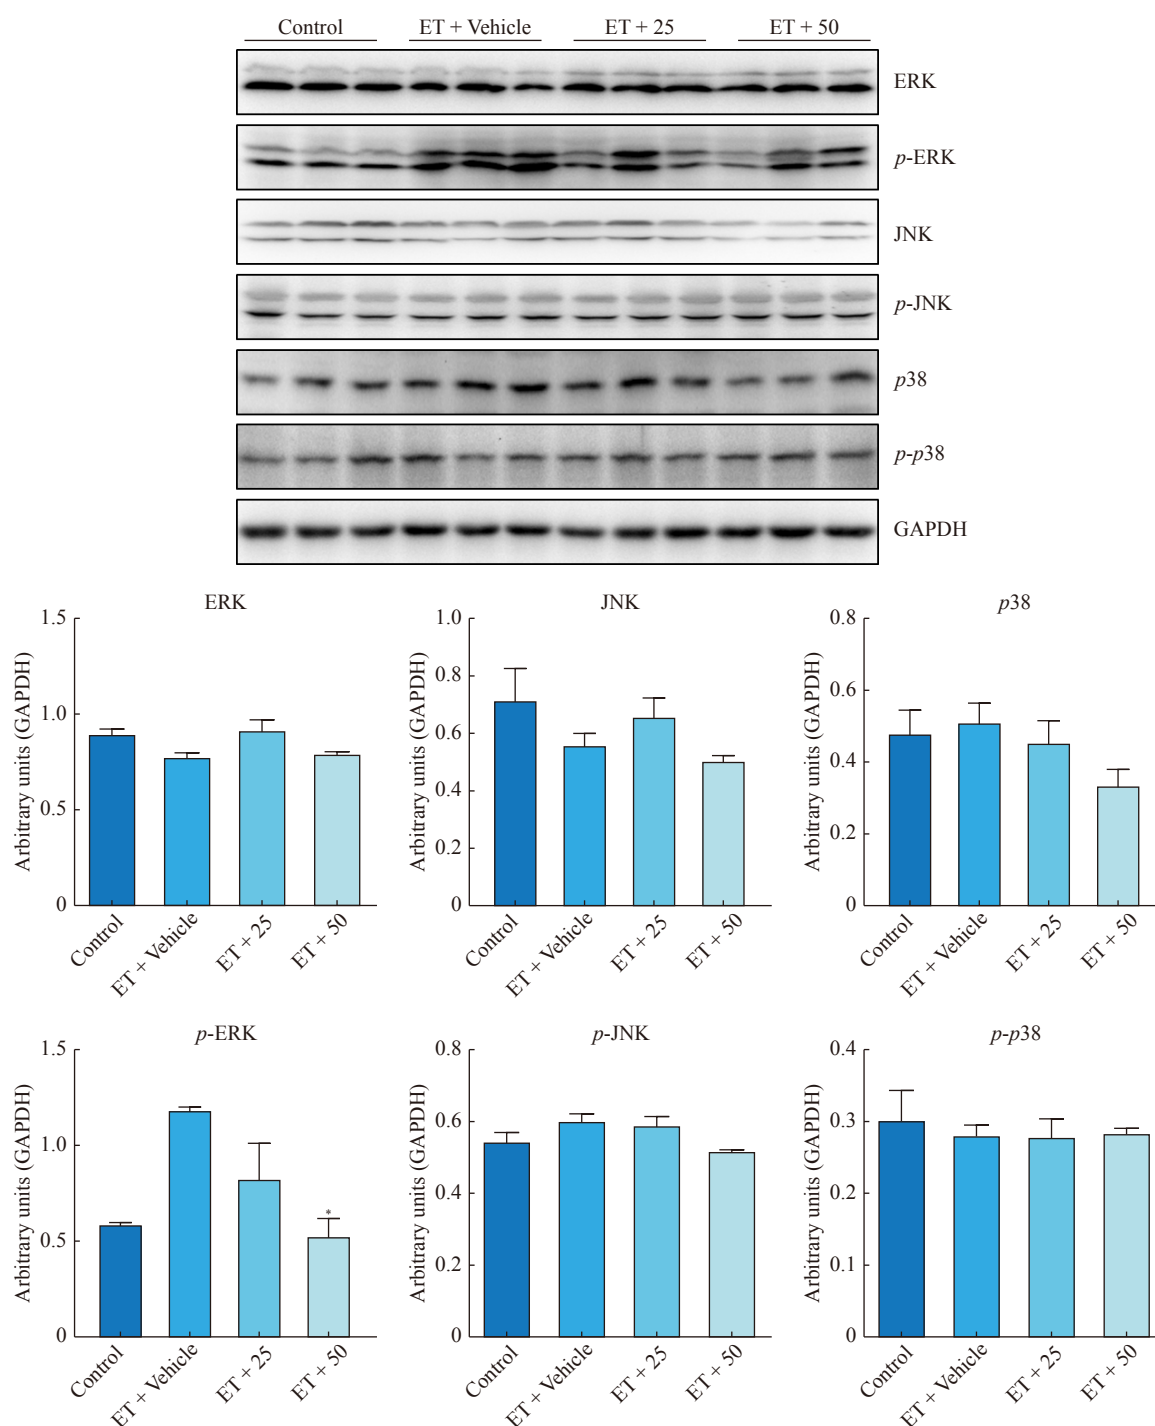 Control ET + Vehicle ET + 25 ET + 50
ERK
p-ERK
JNK
p-JNK
p38
p-p38
GAPDH
ERK
Arbitrary units (GAPDH)
1.5
1.0
0.5
0
Control
ET + Vehicle
ET + 25
ET + 50
JNK
Arbitrary units (GAPDH)
1.0
0.8
0.6
0.4
0.2
0
Control
ET + Vehicle
ET + 25
ET + 50
p38
Arbitrary units (GAPDH)
0.8
0.6
0.4
0.2
0
Control
ET + Vehicle
ET + 25
ET + 50
p-ERK
Arbitrary units (GAPDH)
1.5
1.0
0.5
0
*
Control
ET + Vehicle
ET + 25
ET + 50
p-JNK
Arbitrary units (GAPDH)
0.8
0.6
0.4
0.2
0
Control
ET + Vehicle
ET + 25
ET + 50
p-p38
Arbitrary units (GAPDH)
0.4
0.3
0.2
0.1
0
Control
ET + Vehicle
ET + 25
ET + 50